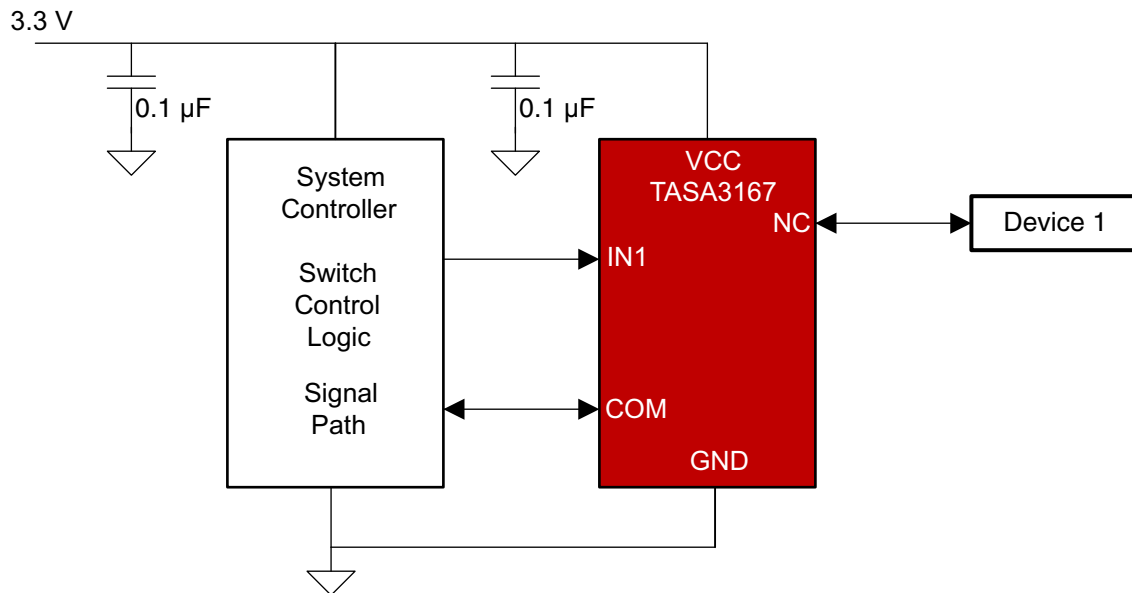 3.3 V
0.1 µF
0.1 µF
System
Controller
Switch
Control
Logic
Signal
Path
VCC
TASA3167
NC
IN1
COM
GND
Device 1